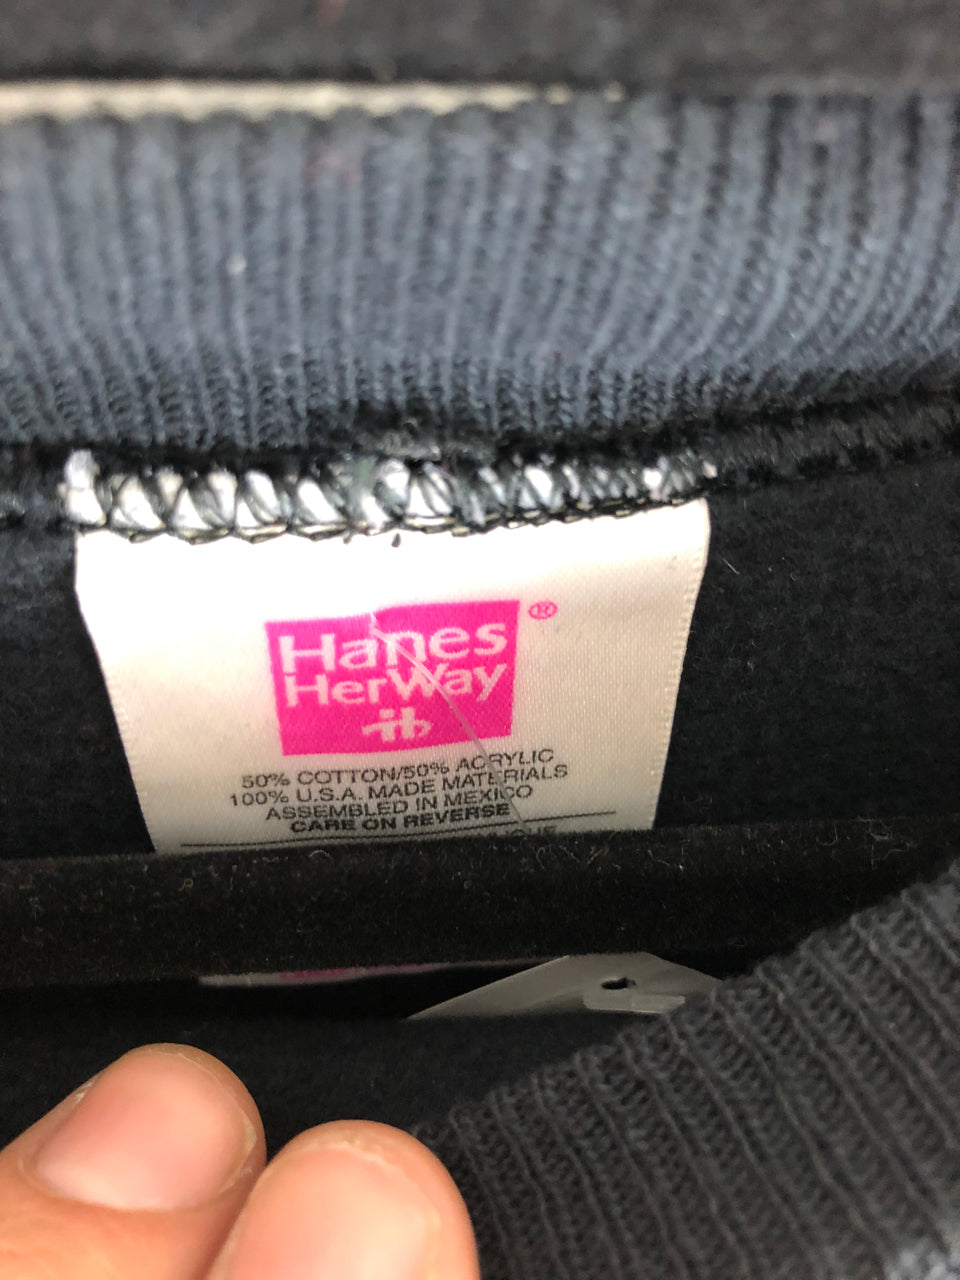 Hanes®
HerWay
50% COTTON/50% ACRYLIC
100% U.S.A. MADE MATERIALS
ASSEMBLED IN MEXICO
CARE ON REVERSE